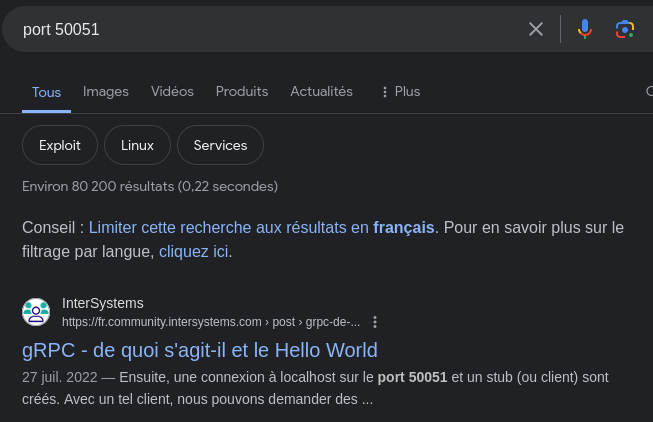 port 50051
Tous Images Vidéos Produits Actualités Plus
Exploit Linux Services
Environ 80 200 résultats (0,22 secondes)
Conseil : Limiter cette recherche aux résultats en français. Pour en savoir plus sur le
filtrage par langue, cliquez ici.
InterSystems
https://fr.community.intersystems.com › post › grpc-de-...
gRPC - de quoi s'agit-il et le Hello World
27 juil. 2022 — Ensuite, une connexion à localhost sur le port 50051 et un stub (ou client) sont
créés. Avec un tel client, nous pouvons demander des ...